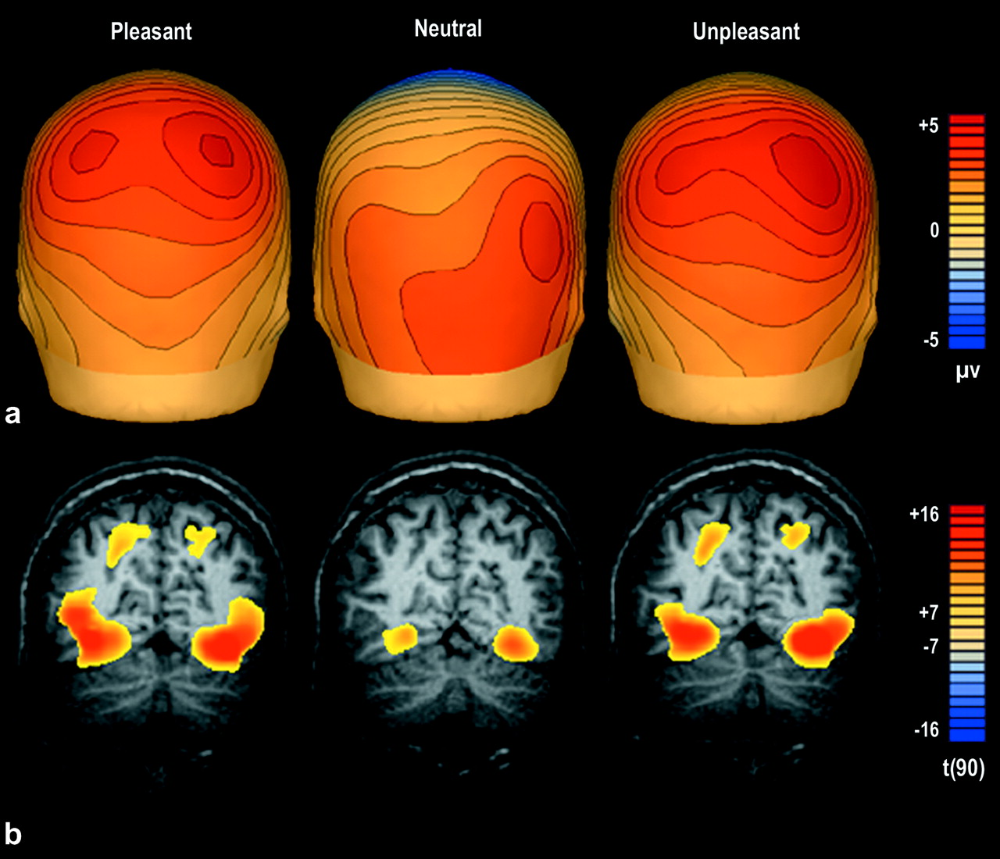 Pleasant
Neutral
Unpleasant
+5
0
-5
µv
a
+16
+7
-7
-16
t(90)
b